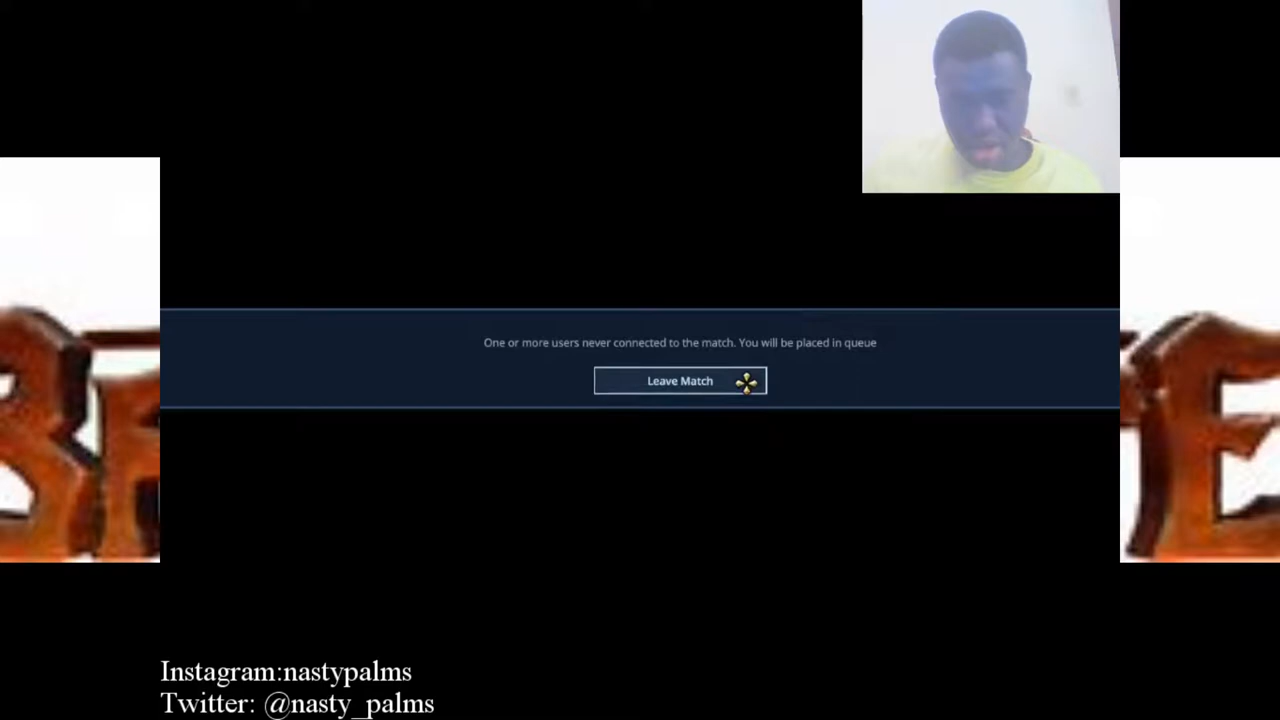 One or more users never connected to the match. You will be placed in queue
Leave Match
Instagram:nastypalms
Twitter: @nasty_palms